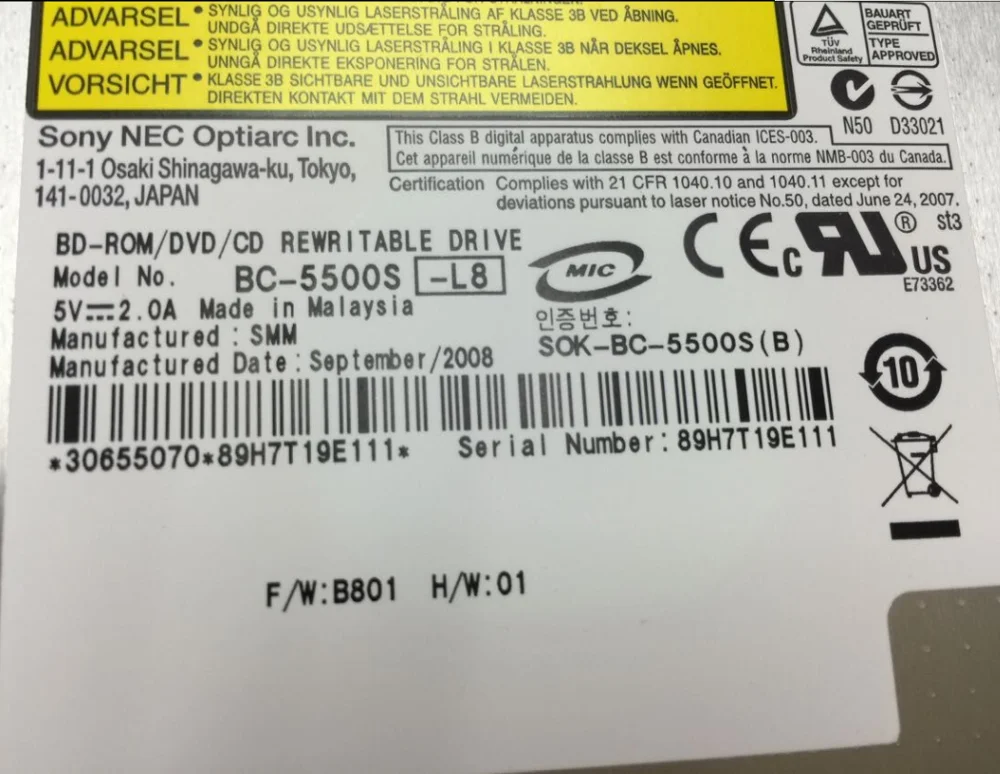 ADVARSEL • SYNLIG OG USYNLIG LASERSTRÅLING AF KLASSE 3B VED ÅBNING.
UNDGÅ DIREKTE UDSÆTTELSE FOR STRÅLING.
ADVARSEL • SYNLIG OG USYNLIG LASERSTRÅLING I KLASSE 3B NÅR DEKSEL ÅPNES.
UNNGÅ DIREKTE EKSPONERING FOR STRÅLEN.
VORSICHT • KLASSE 3B SICHTBARE UND UNSICHTBARE LASERSTRAHLUNG WENN GEÖFFNET.
DIREKTEN KONTAKT MIT DEM STRAHL VERMEIDEN.
TÜV
Rheinland
Product Safety
BAUART
GEPRÜFT
TYPE
APPROVED
N50 D33021
Sony NEC Optiarc Inc.
1-11-1 Osaki Shinagawa-ku, Tokyo,
141-0032, JAPAN
This Class B digital apparatus complies with Canadian ICES-003.
Cet appareil numérique de la classe B est conforme à la norme NMB-003 du Canada.
Certification Complies with 21 CFR 1040.10 and 1040.11 except for
deviations pursuant to laser notice No.50, dated June 24, 2007.
BD-ROM/DVD/CD REWRITABLE DRIVE
Model No. BC-5500S -L8
5V⎓2.0A Made in Malaysia
Manufactured : SMM
Manufactured Date : September/2008
MIC
인증번호:
SOK-BC-5500S(B)
CE c RU ® US
st3
E73362
10
*30655070*89H7T19E111* Serial Number: 89H7T19E111
F/W:B801 H/W:01